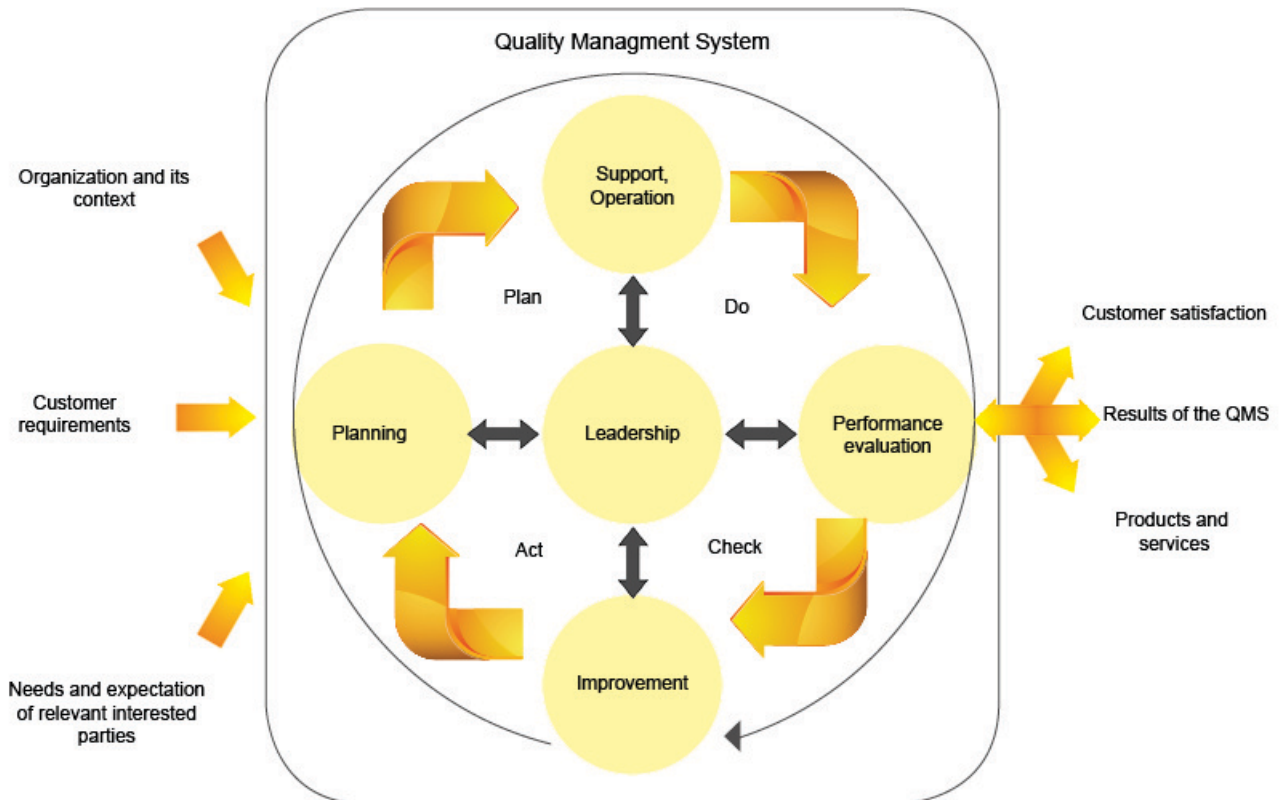 Quality Managment System
Organization and its
context
Support,
Operation
Plan
Do
Customer satisfaction
Customer
requirements
Planning
Leadership
Performance
evaluation
Results of the QMS
Act
Check
Products and
services
Needs and expectation
of relevant interested
parties
Improvement